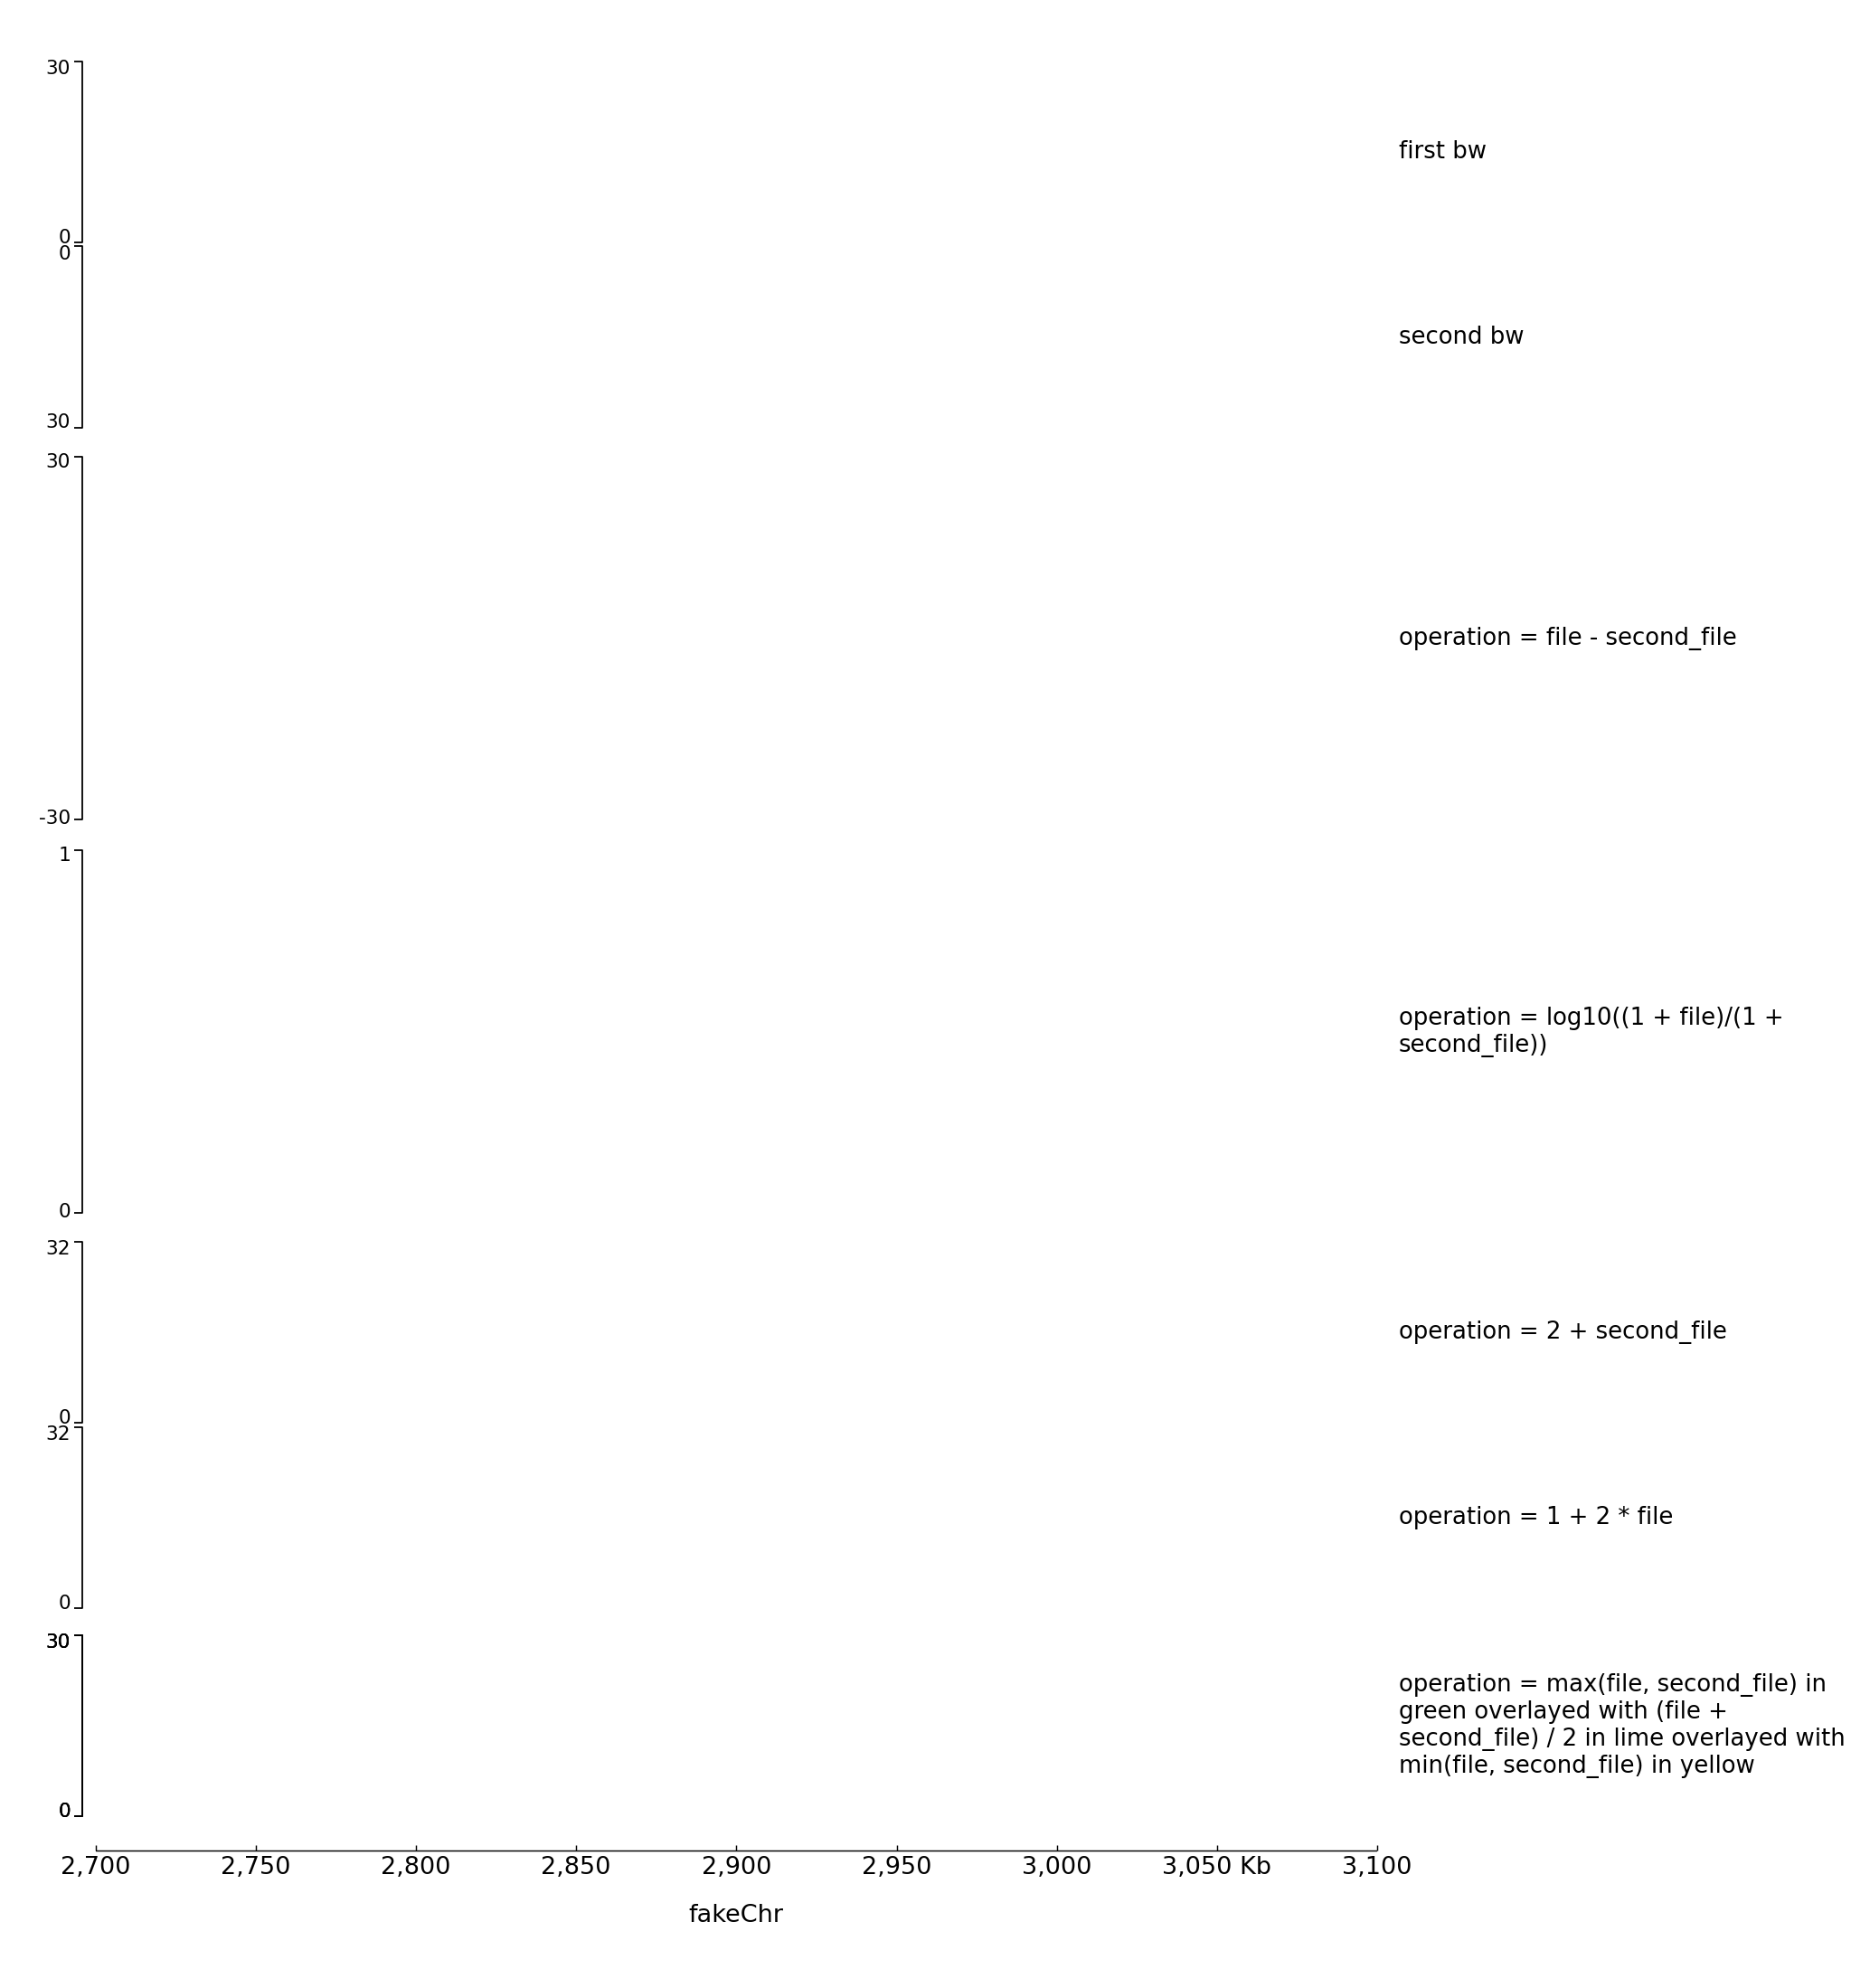 30
first bw
0
0
second bw
30
30
operation = file - second_file
-30
1
operation = log10((1 + file)/(1 +
second_file))
0
32
operation = 2 + second_file
0
32
operation = 1 + 2 * file
0
30
operation = max(file, second_file) in
green overlayed with (file +
second_file) / 2 in lime overlayed with
min(file, second_file) in yellow
0
2,700 2,750 2,800 2,850 2,900 2,950 3,000 3,050 Kb 3,100
fakeChr